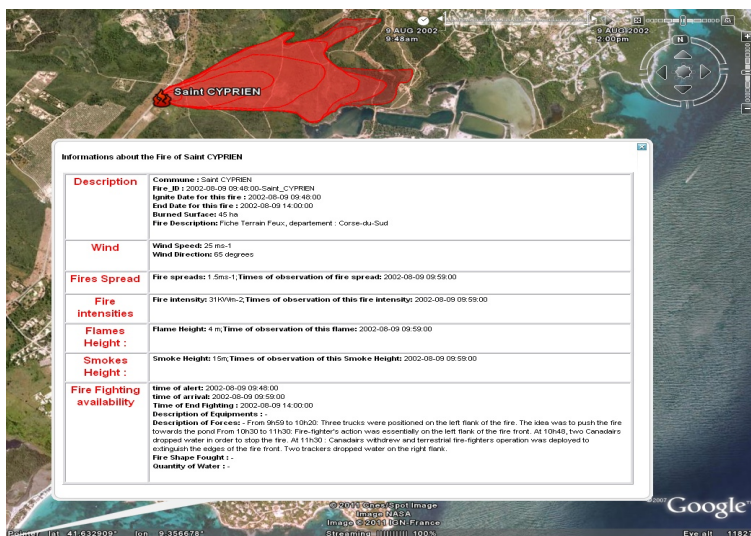 9 AUG 2002
9:48am
9 AUG 2002
2:00pm
N
Saint CYPRIEN
Informations about the Fire of Saint CYPRIEN
Description
Commune : Saint CYPRIEN
Fire_ID : 2002-08-09 09:48:00-Saint_CYPRIEN
Ignite Date for this fire : 2002-08-09 09:48:00
End Date for this fire : 2002-08-09 14:00:00
Burned Surface: 45 ha
Fire Description: Fiche Terrain Feux, departement : Corse-du-Sud
Wind
Wind Speed: 25 ms-1
Wind Direction: 65 degrees
Fires Spread
Fire spreads: 1.5ms-1;Times of observation of fire spread: 2002-08-09 09:59:00
Fire
intensities
Fire intensity: 31KWm-2;Times of observation of this fire intensity: 2002-08-09 09:59:00
Flames
Height :
Flame Height: 4 m;Time of observation of this flame: 2002-08-09 09:59:00
Smokes
Height :
Smoke Height: 15m;Times of observation of this Smoke Height: 2002-08-09 09:59:00
Fire Fighting
availability
time of alert: 2002-08-09 09:48:00
time of arrival: 2002-08-09 09:59:00
Time of End Fighting : 2002-08-09 14:00:00
Description of Equipments : -
Description of Forces: - From 9h59 to 10h20: Three trucks were positioned on the left flank of the fire. The idea was to push the fire
towards the pond From 10h30 to 11h30: Fire-fighter's action was essentially on the left flank of the fire front. At 10h48, two Canadairs
dropped water in order to stop the fire. At 11h30 : Canadairs withdrew and terrestrial fire-fighters operation was deployed to
extinguish the edges of the fire front. Two trackers dropped water on the right flank.
Fire Shape Fought : -
Quantity of Water : -
© 2011 Cnes/Spot Image
Image NASA
Image © 2011 IGN-France
©2007 Google
Pointer lat 41.632909° lon 9.356678°
Streaming |||||||||| 100%
Eye alt